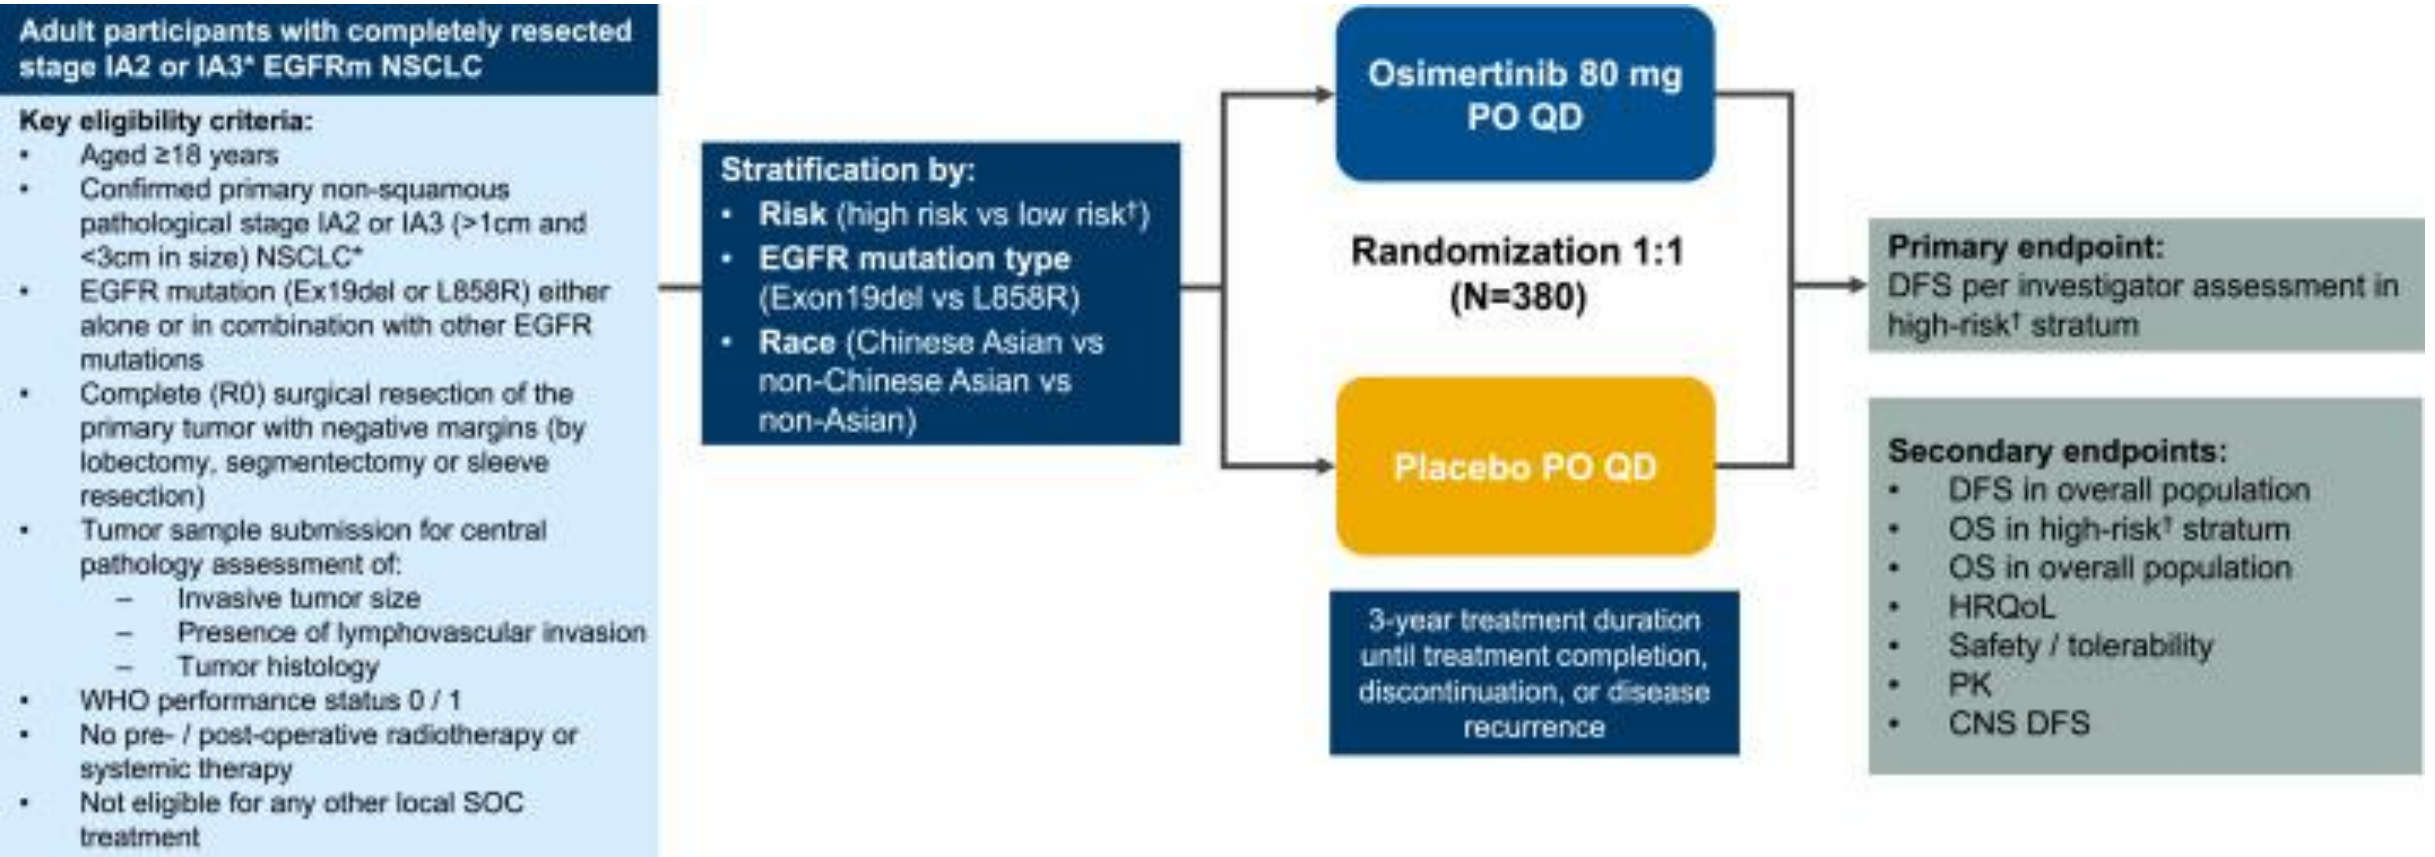 Adult participants with completely resected
stage IA2 or IA3* EGFRm NSCLC
Key eligibility criteria:
• Aged ≥18 years
• Confirmed primary non-squamous
pathological stage IA2 or IA3 (>1cm and
<3cm in size) NSCLC*
• EGFR mutation (Ex19del or L858R) either
alone or in combination with other EGFR
mutations
• Complete (R0) surgical resection of the
primary tumor with negative margins (by
lobectomy, segmentectomy or sleeve
resection)
• Tumor sample submission for central
pathology assessment of:
– Invasive tumor size
– Presence of lymphovascular invasion
– Tumor histology
• WHO performance status 0 / 1
• No pre- / post-operative radiotherapy or
systemic therapy
• Not eligible for any other local SOC
treatment
Stratification by:
• Risk (high risk vs low risk†)
• EGFR mutation type
(Exon19del vs L858R)
• Race (Chinese Asian vs
non-Chinese Asian vs
non-Asian)
Osimertinib 80 mg
PO QD
Randomization 1:1
(N=380)
Placebo PO QD
3-year treatment duration
until treatment completion,
discontinuation, or disease
recurrence
Primary endpoint:
DFS per investigator assessment in
high-risk† stratum
Secondary endpoints:
• DFS in overall population
• OS in high-risk† stratum
• OS in overall population
• HRQoL
• Safety / tolerability
• PK
• CNS DFS